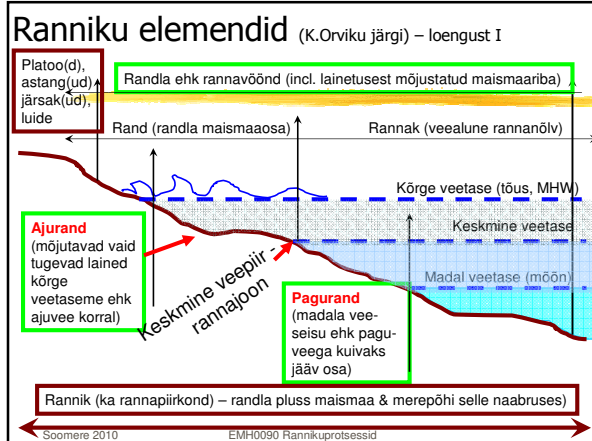 Ranniku elemendid (K.Orviku järgi) – loengust I
Platoo(d),
astang(ud)
järsak(ud),
luide
Randla ehk rannavöönd (incl. lainetusest mõjustatud maismaariba)
Rand (randla maismaaosa)
Rannak (veealune rannanõlv)
Kõrge veetase (tõus, MHW)
Keskmine veetase
Madal veetase (mõõn)
Ajurand
(mõjutavad vaid
tugevad lained
kõrge
veetaseme ehk
ajuvee korral)
Keskmine veepiir -
rannajoon
Pagurand
(madala vee-
seisu ehk pagu-
veega kuivaks
jääv osa)
Rannik (ka rannapiirkond) – randla pluss maismaa & merepõhi selle naabruses)
Soomere 2010
EMH0090 Rannikuprotsessid